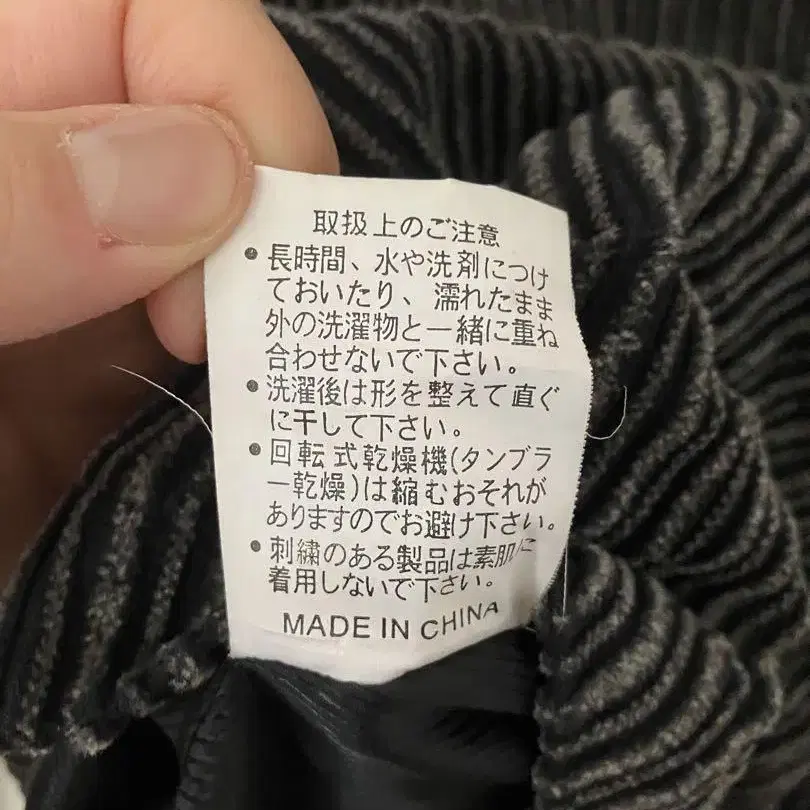 取扱上のご注意
● 長時間、水や洗剤につけ
ておいたり、濡れたまま
外の洗濯物と一緒に重ね
合わせないで下さい。
● 洗濯後は形を整えて直ぐ
に干して下さい。
● 回転式乾燥機(タンブラ
ー乾燥)は縮むおそれが
ありますのでお避け下さい。
● 刺繍のある製品は素肌に
着用しないで下さい。
MADE IN CHINA